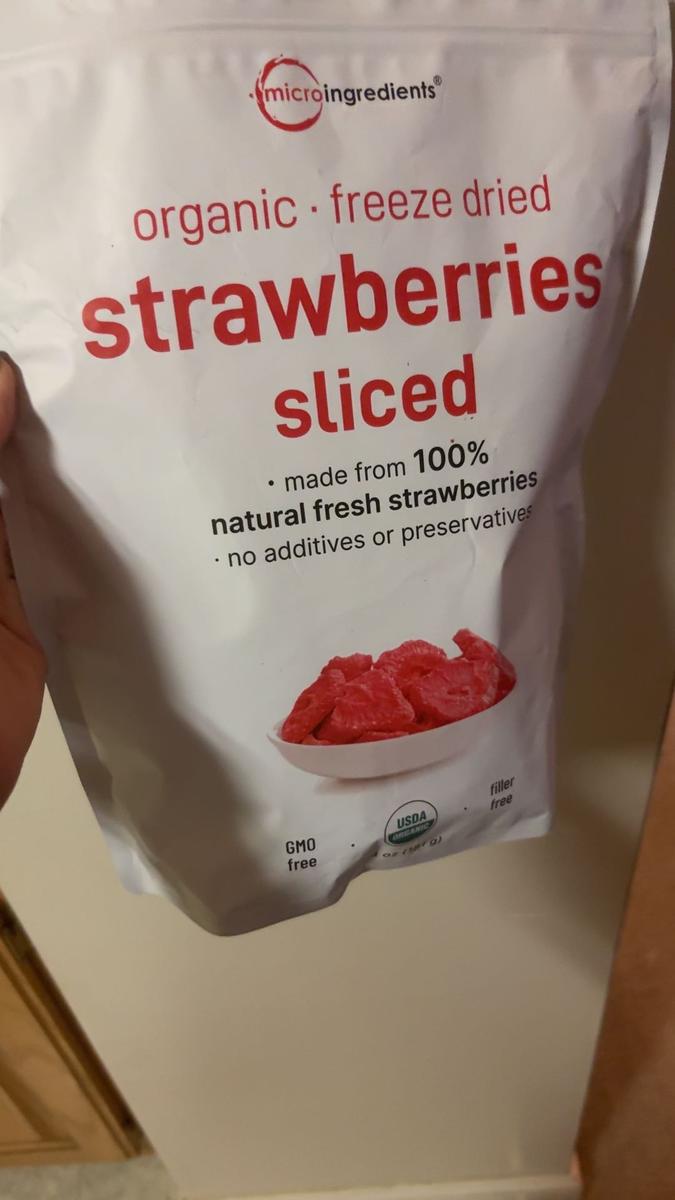 microingredients®
organic · freeze dried
strawberries
sliced
· made from 100%
natural fresh strawberries
· no additives or preservatives
filler
free
USDA
ORGANIC
GMO
free